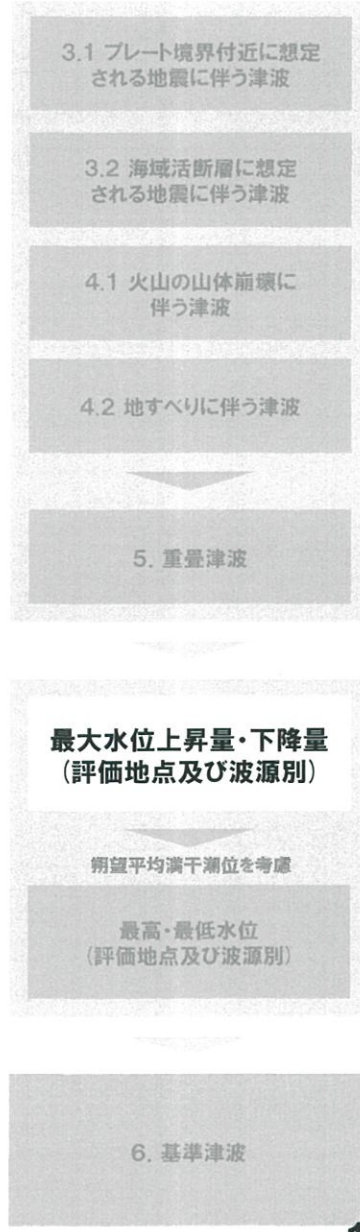 3.1 プレート境界付近に想定
される地震に伴う津波
3.2 海域活断層に想定
される地震に伴う津波
4.1 火山の山体崩壊に
伴う津波
4.2 地すべりに伴う津波
5. 重畳津波
最大水位上昇量・下降量
(評価地点及び波源別)
朔望平均満干潮位を考慮
最高・最低水位
(評価地点及び波源別)
6. 基準津波